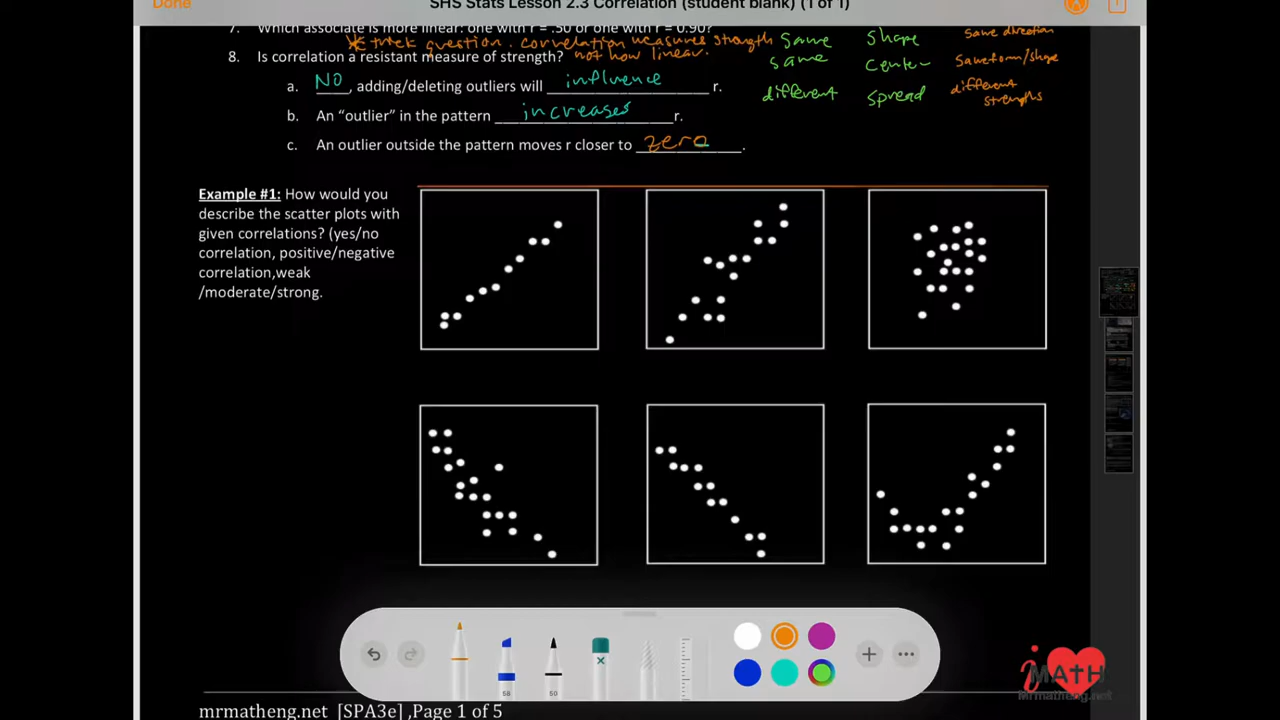 Done
SHS Stats Lesson 2.3 Correlation (student blank) (1 of 1)
7. Which associate is more linear: one with r = .50 or one with r = 0.90?
trick question. correlation measures strength
not how linear.
8. Is correlation a resistant measure of strength?
a. NO, adding/deleting outliers will influence r.
b. An “outlier” in the pattern increases r.
c. An outlier outside the pattern moves r closer to zero.
same shape same direction
same center same form/shape
different spread different strengths
Example #1: How would you
describe the scatter plots with
given correlations? (yes/no
correlation, positive/negative
correlation,weak
/moderate/strong.
58
50
i MATH
Mrmatheng.net
mrmatheng.net [SPA3e] ,Page 1 of 5